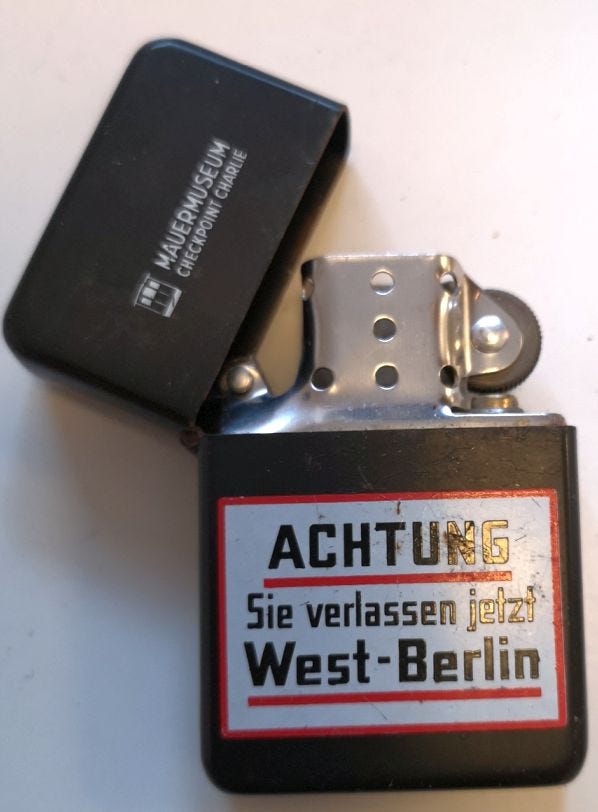 MAUERMUSEUM
CHECKPOINT CHARLIE
ACHTUNG
Sie verlassen jetzt
West-Berlin